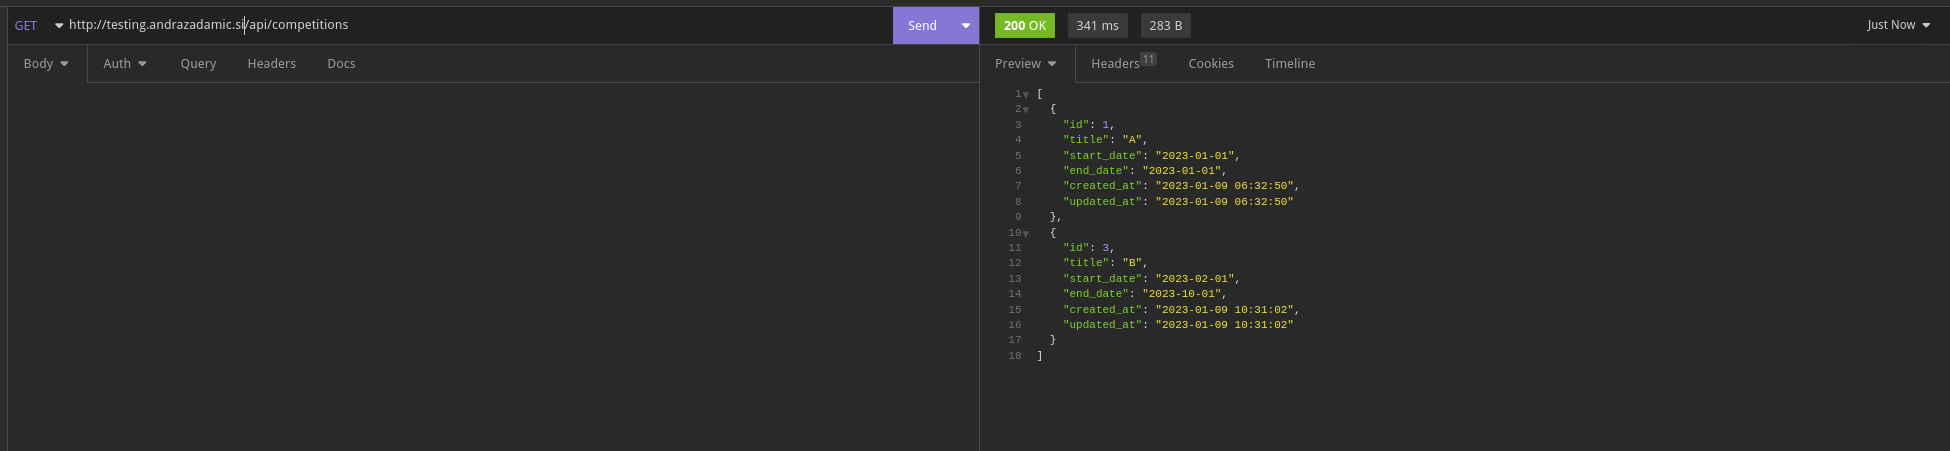 GET http://testing.andrazadamic.si/api/competitions Send 200 OK 341 ms 283 B Just Now
Body Auth Query Headers Docs Preview Headers 11 Cookies Timeline
1 [
2 {
3 "id": 1,
4 "title": "A",
5 "start_date": "2023-01-01",
6 "end_date": "2023-01-01",
7 "created_at": "2023-01-09 06:32:50",
8 "updated_at": "2023-01-09 06:32:50"
9 },
10 {
11 "id": 3,
12 "title": "B",
13 "start_date": "2023-02-01",
14 "end_date": "2023-10-01",
15 "created_at": "2023-01-09 10:31:02",
16 "updated_at": "2023-01-09 10:31:02"
17 }
18 ]